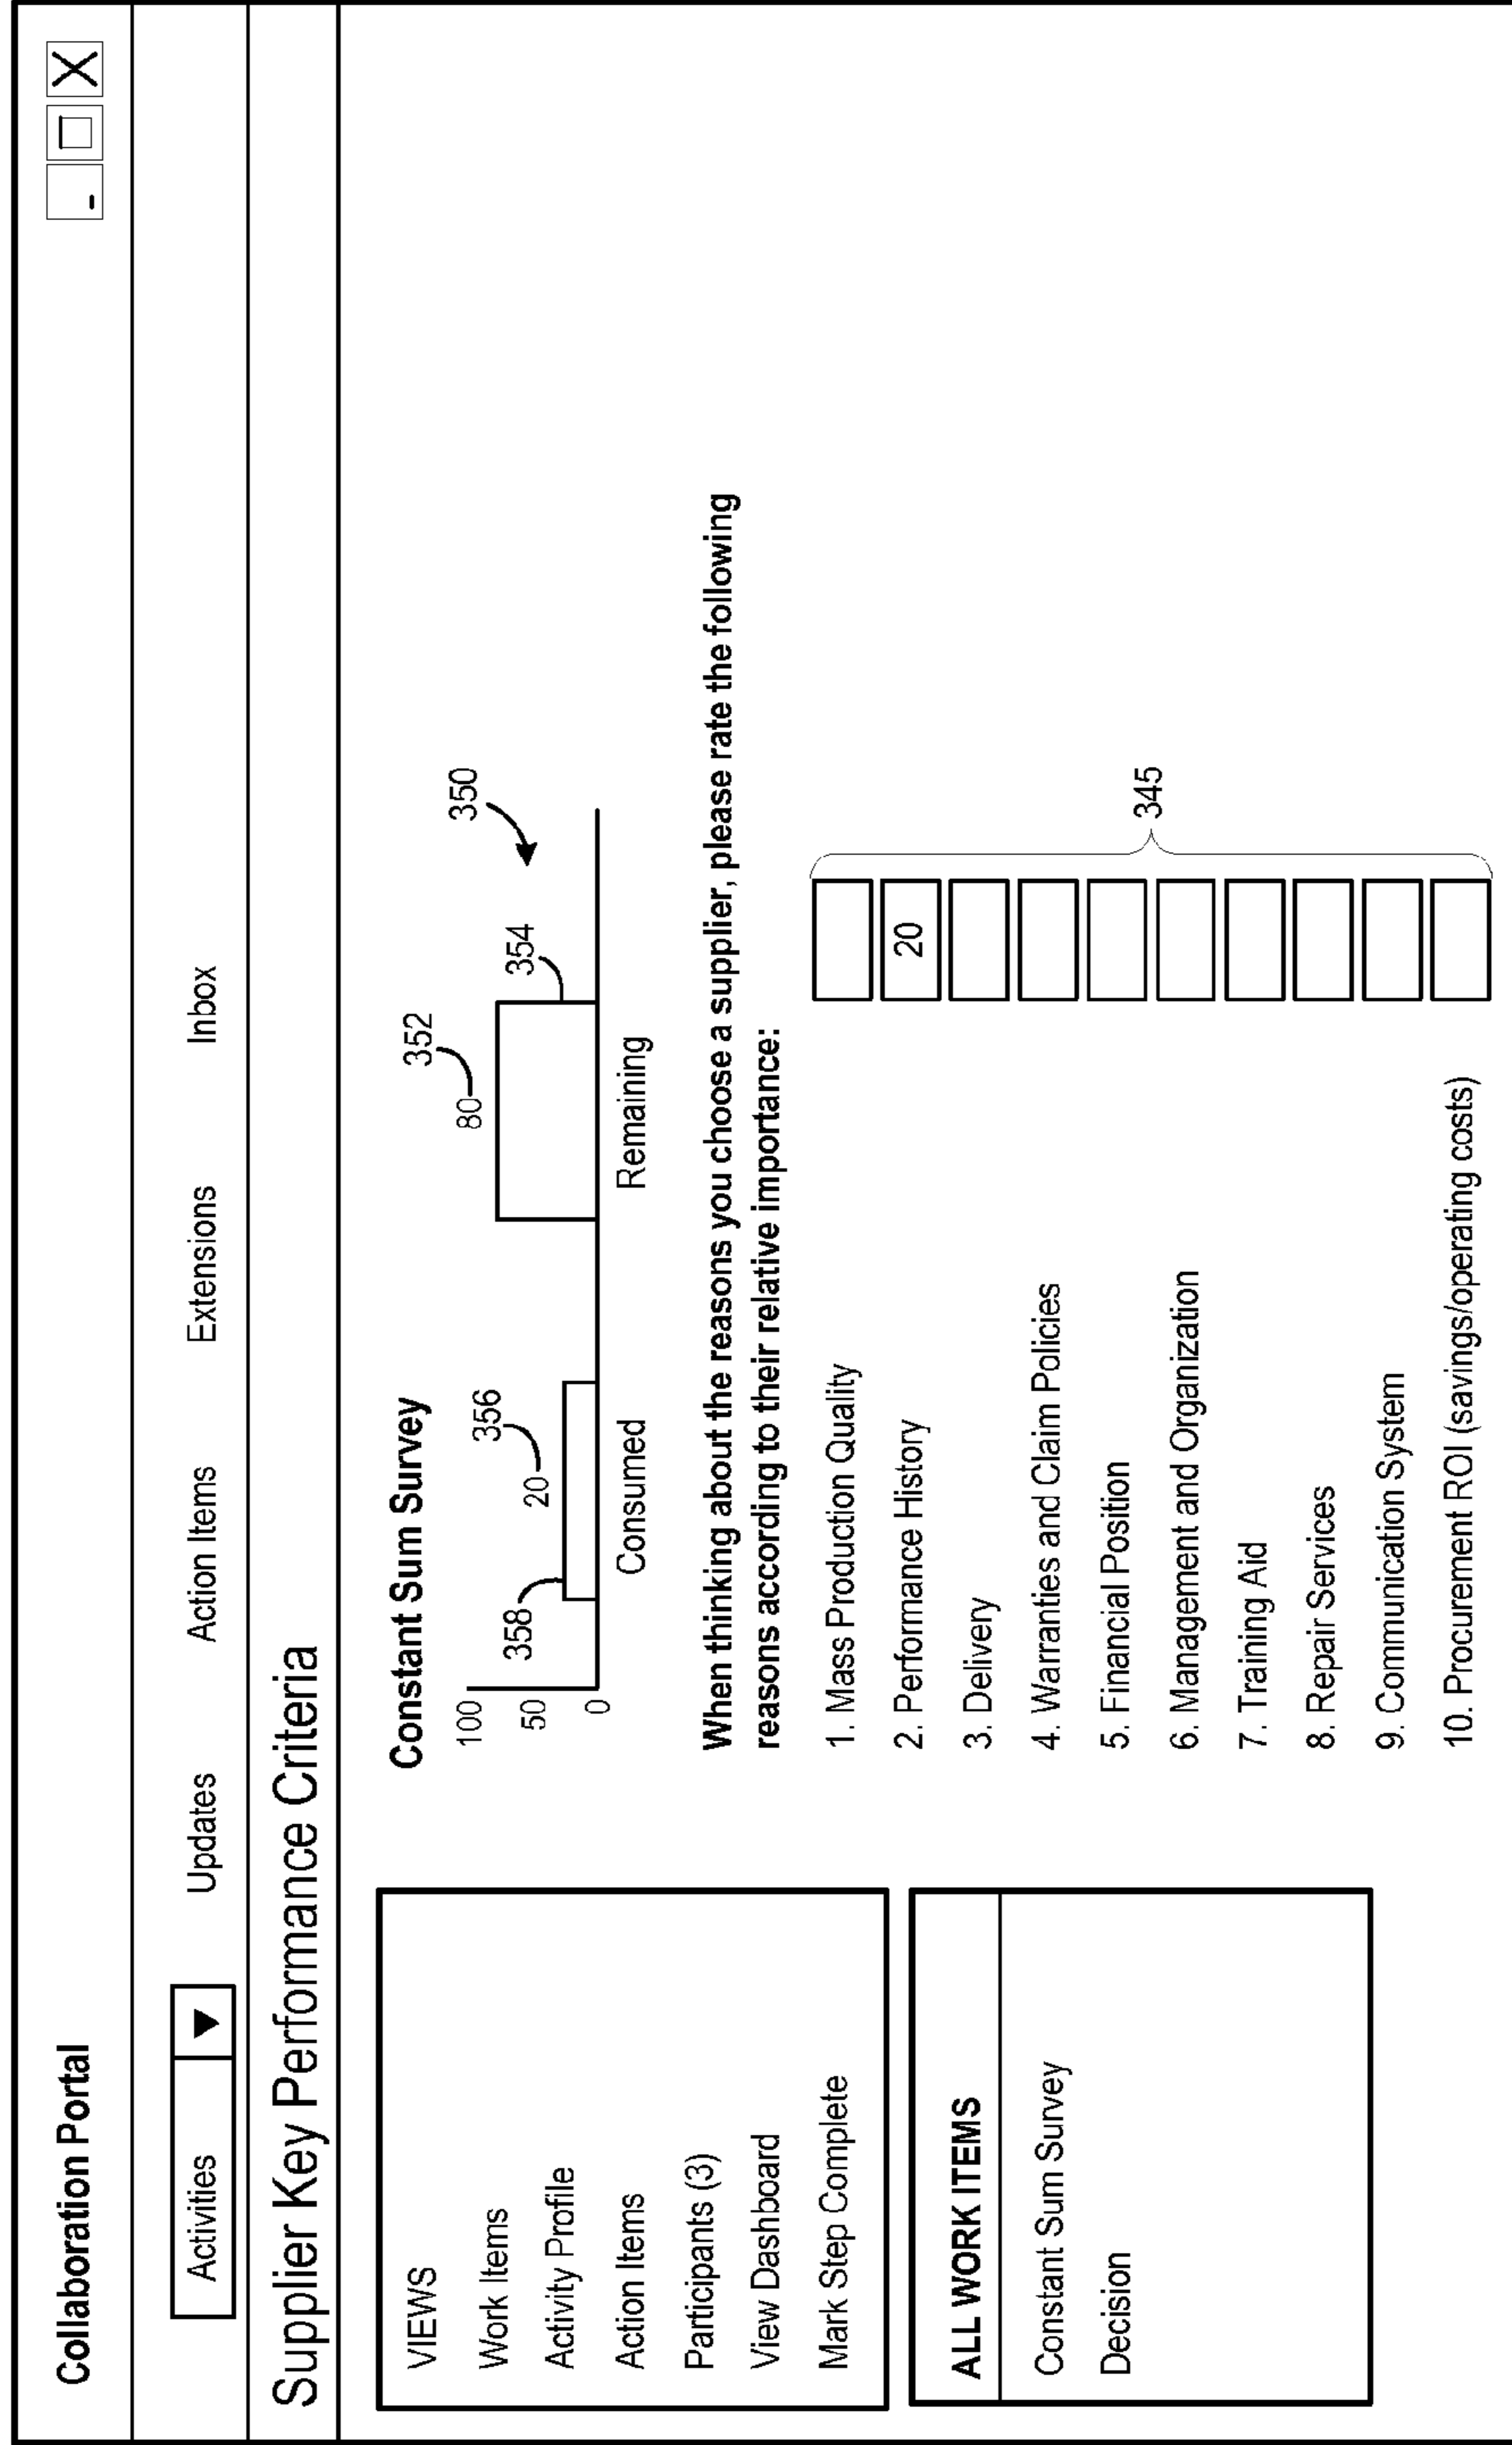 Collaboration Portal
Activities Updates Action Items Extensions Inbox
Supplier Key Performance Criteria
VIEWS
Work Items
Activity Profile
Action Items
Participants (3)
View Dashboard
Mark Step Complete
ALL WORK ITEMS
Constant Sum Survey
Decision
Constant Sum Survey
100
50
0
358
20
356
Consumed
80
352
354
350
Remaining
When thinking about the reasons you choose a supplier, please rate the following
reasons according to their relative importance:
1. Mass Production Quality
2. Performance History 20
3. Delivery
4. Warranties and Claim Policies
5. Financial Position
6. Management and Organization
7. Training Aid
8. Repair Services
9. Communication System
10. Procurement ROI (savings/operating costs)
345